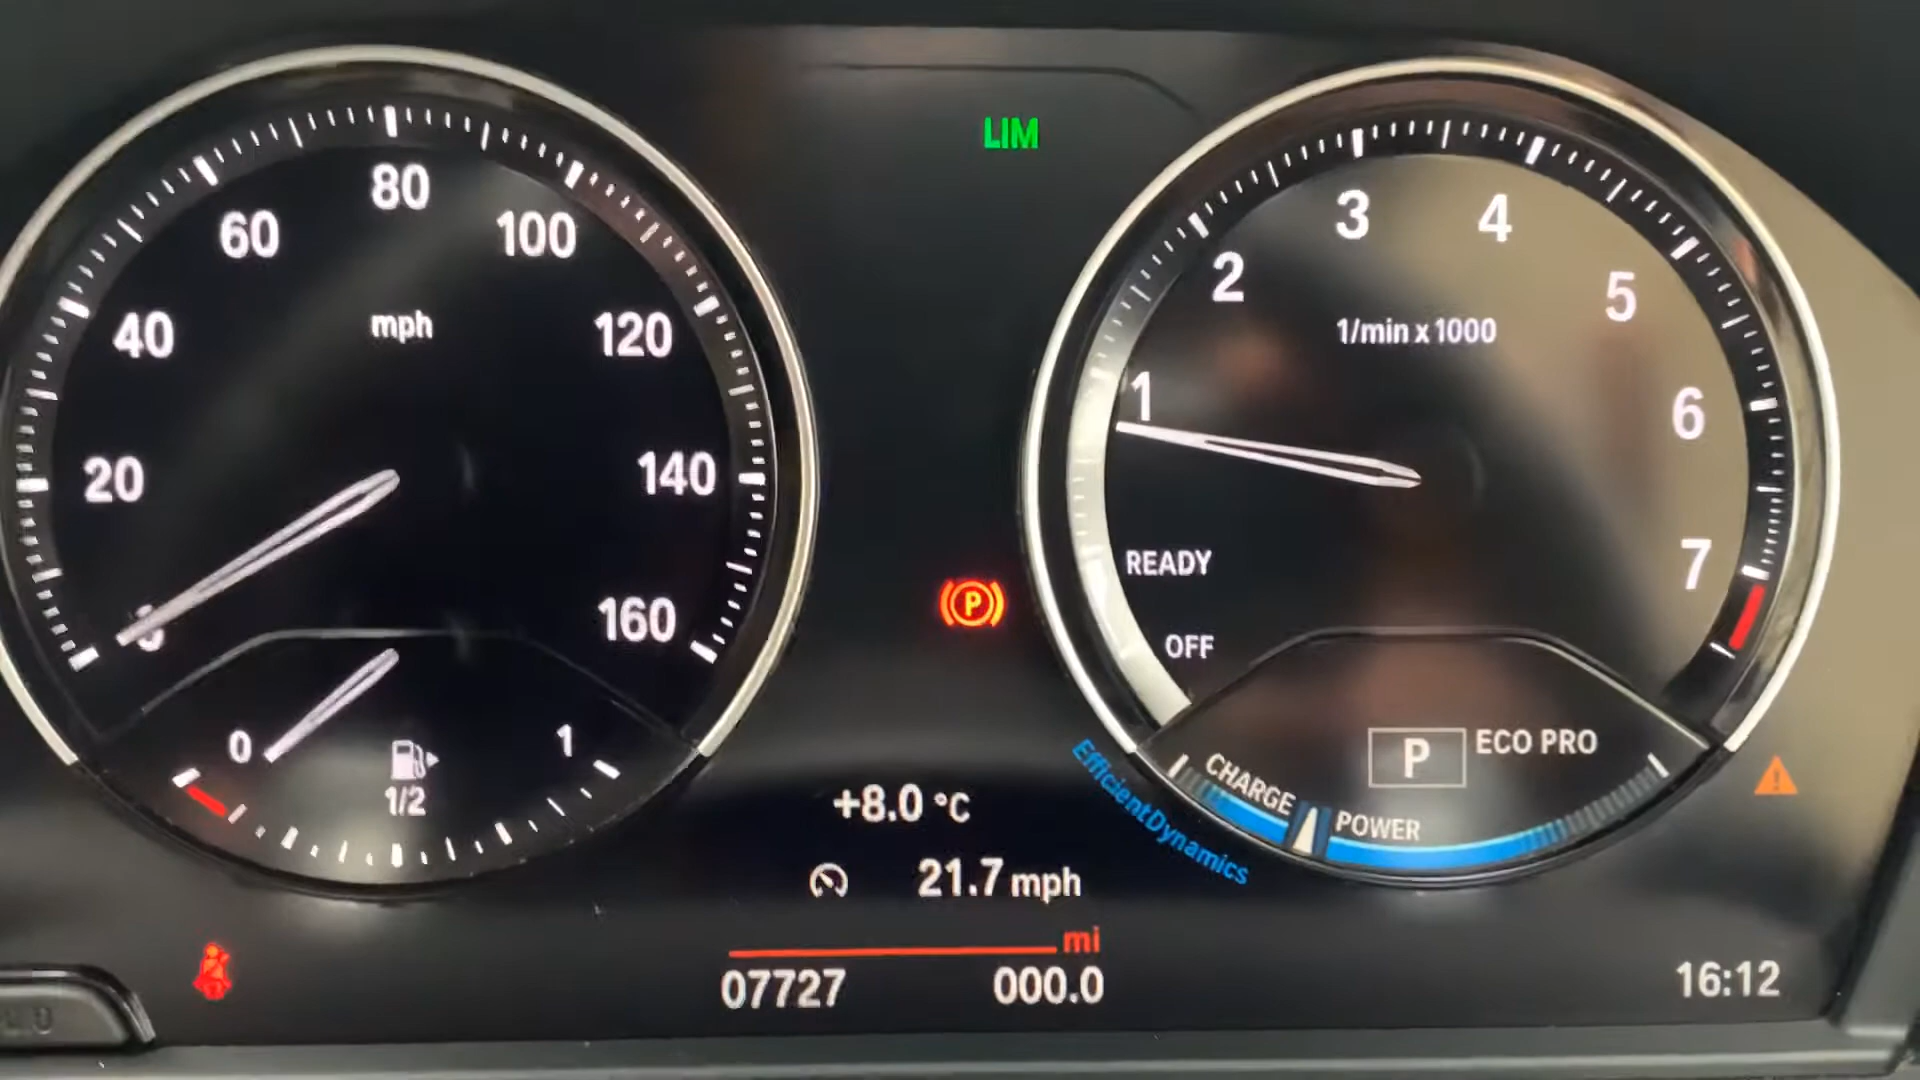 LIM
80
60
100
40
mph
120
20
140
160
0
1
1/2
3
4
2
5
1/min x 1000
1
6
READY
7
OFF
P
ECO PRO
CHARGE
POWER
EfficientDynamics
P
+8.0 °C
21.7 mph
mi
07727
000.0
16:12